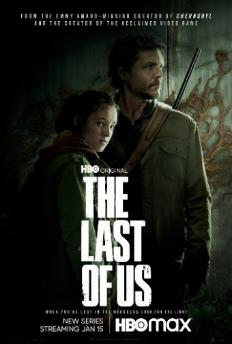 FROM THE EMMY AWARD-WINNING CREATOR OF CHERNOBYL
AND THE CREATOR OF THE ACCLAIMED VIDEO GAME
HBO ORIGINAL
THE
LAST
OF US
WHEN YOU'RE LOST IN THE DARKNESS LOOK FOR THE LIGHT
NEW SERIES
STREAMING JAN 15
HBOMAX